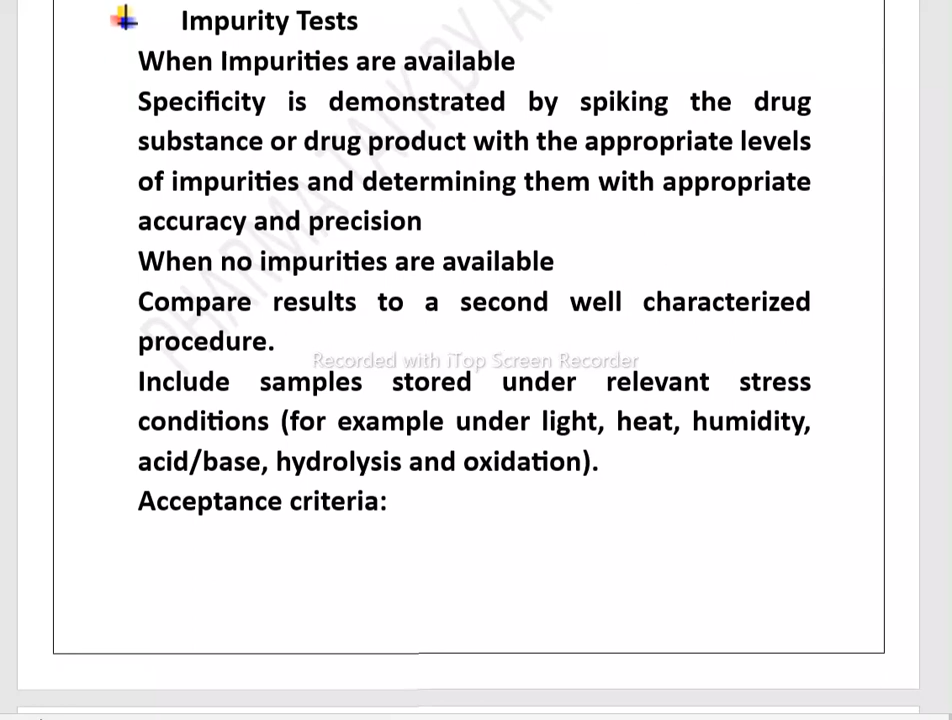 Impurity Tests
When Impurities are available
Specificity is demonstrated by spiking the drug
substance or drug product with the appropriate levels
of impurities and determining them with appropriate
accuracy and precision
When no impurities are available
Compare results to a second well characterized
procedure.
Recorded with iTop Screen Recorder
Include samples stored under relevant stress
conditions (for example under light, heat, humidity,
acid/base, hydrolysis and oxidation).
Acceptance criteria: